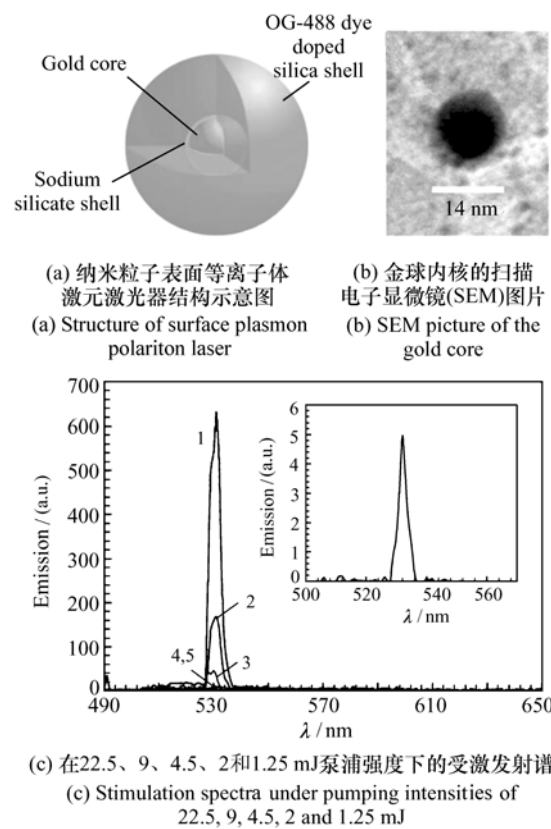 OG-488 dye
doped
silica shell
Gold core
Sodium
silicate shell
14 nm
(a) 纳米粒子表面等离子体
激元激光器结构示意图
(a) Structure of surface plasmon
polariton laser
(b) 金球内核的扫描
电子显微镜(SEM)图片
(b) SEM picture of the
gold core
700
600
500
400
300
200
100
0
Emission / (a.u.)
1
2
3
4,5
490
530
570
610
650
λ / nm
6
5
4
3
2
1
0
Emission / (a.u.)
500
520
540
560
λ / nm
(c) 在22.5、9、4.5、2和1.25 mJ泵浦强度下的受激发射谱
(c) Stimulation spectra under pumping intensities of
22.5, 9, 4.5, 2 and 1.25 mJ